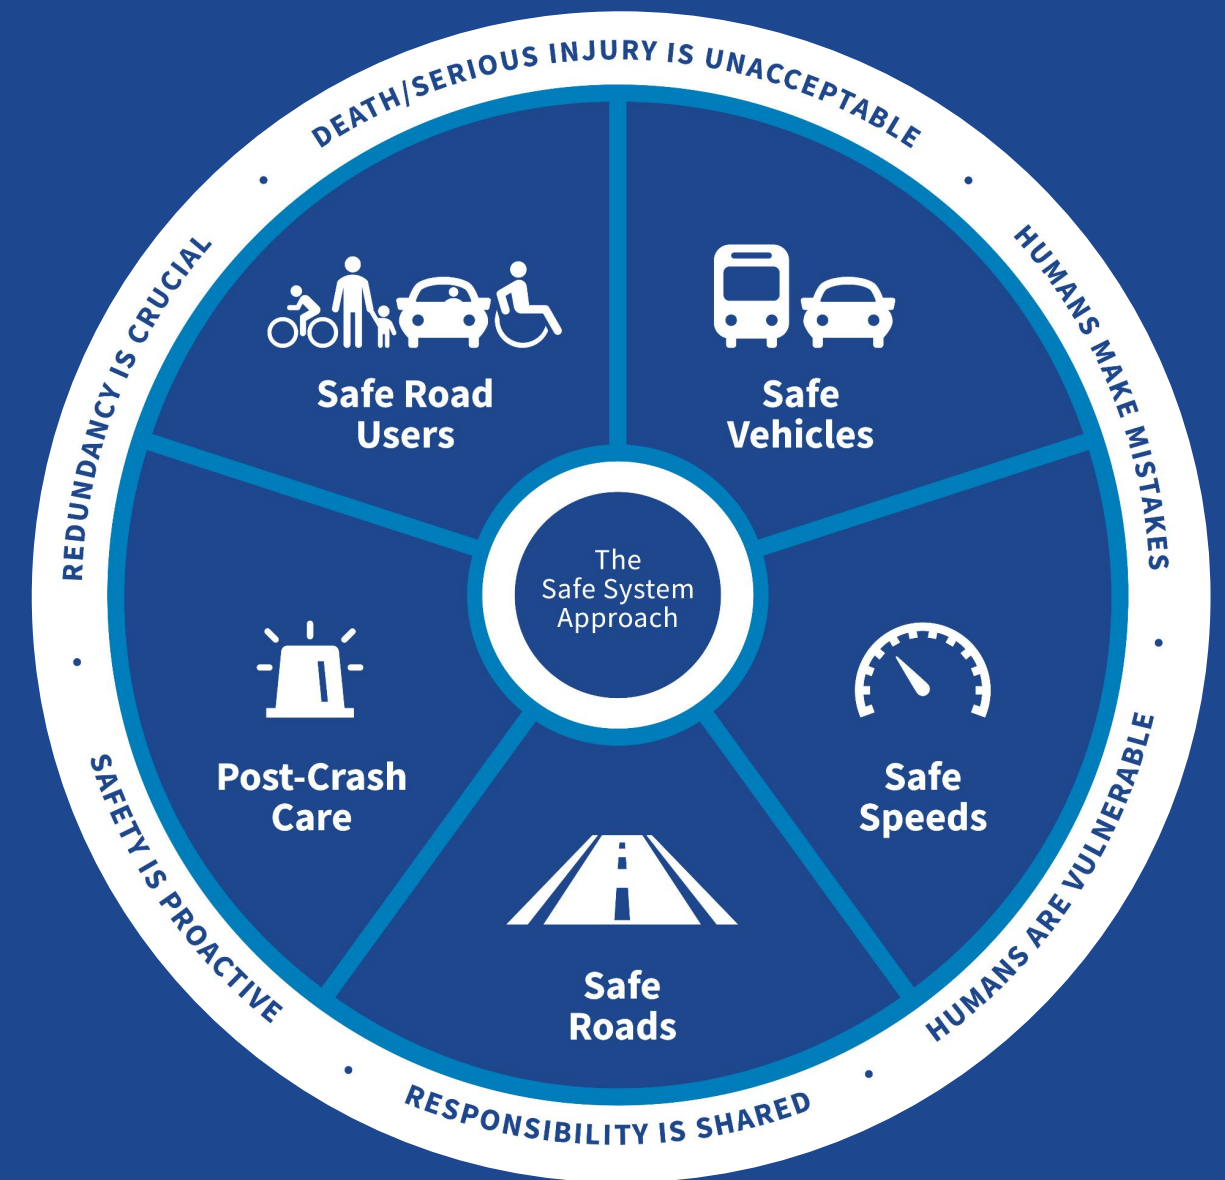 DEATH/SERIOUS INJURY IS UNACCEPTABLE
HUMANS MAKE MISTAKES
HUMANS ARE VULNERABLE
RESPONSIBILITY IS SHARED
SAFETY IS PROACTIVE
REDUNDANCY IS CRUCIAL
Safe Road
Users
Safe
Vehicles
Safe
Speeds
Safe
Roads
Post-Crash
Care
The
Safe System
Approach